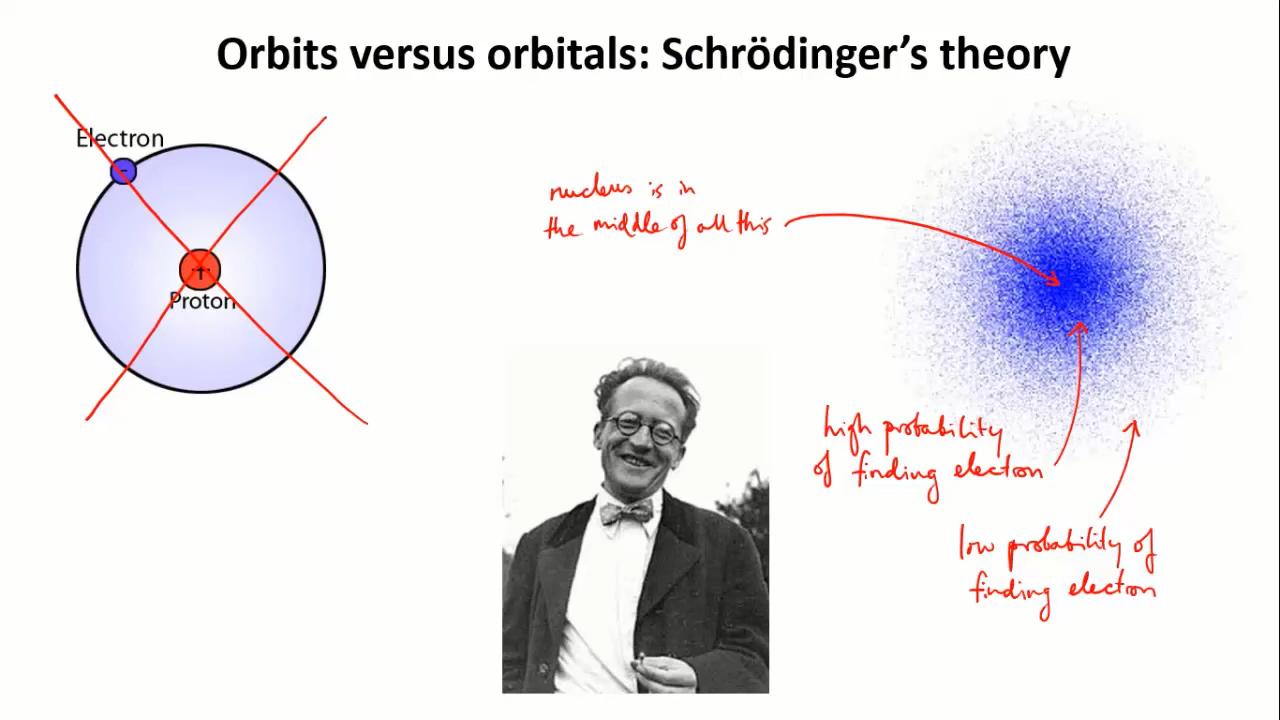 Orbits versus orbitals: Schrödinger's theory
Electron
-
+
Proton
nucleus is in
the middle of all this
high probability
of finding electron
low probability of
finding electron